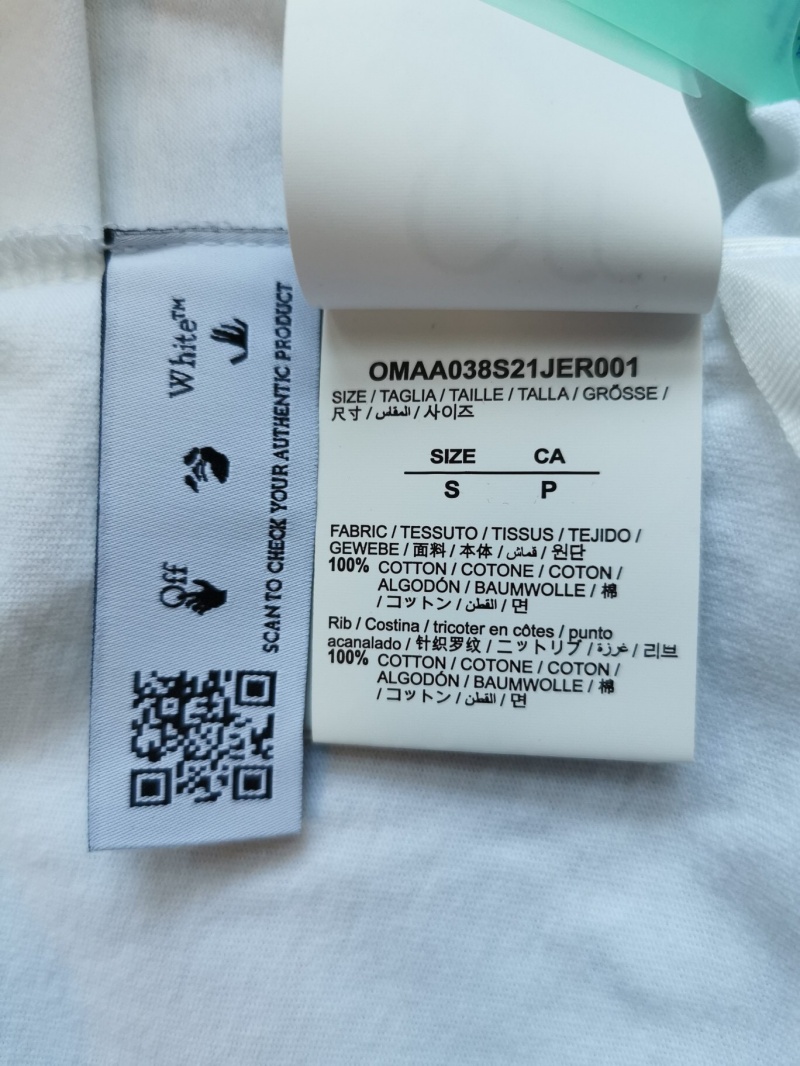 White™
Off
SCAN TO CHECK YOUR AUTHENTIC PRODUCT
OMAA038S21JER001
SIZE / TAGLIA / TAILLE / TALLA / GRÖSSE /
尺寸 / المقاس / 사이즈
SIZE CA
S P
FABRIC / TESSUTO / TISSUS / TEJIDO /
GEWEBE / 面料 / 本体 / قماش / 원단
100% COTTON / COTONE / COTON /
ALGODÓN / BAUMWOLLE / 棉
/ コットン / القطن / 면
Rib / Costina / tricoter en côtes / punto
acanalado / 针织罗纹 / ニットリブ / غرزة / 리브
100% COTTON / COTONE / COTON /
ALGODÓN / BAUMWOLLE / 棉
/ コットン / القطن / 면